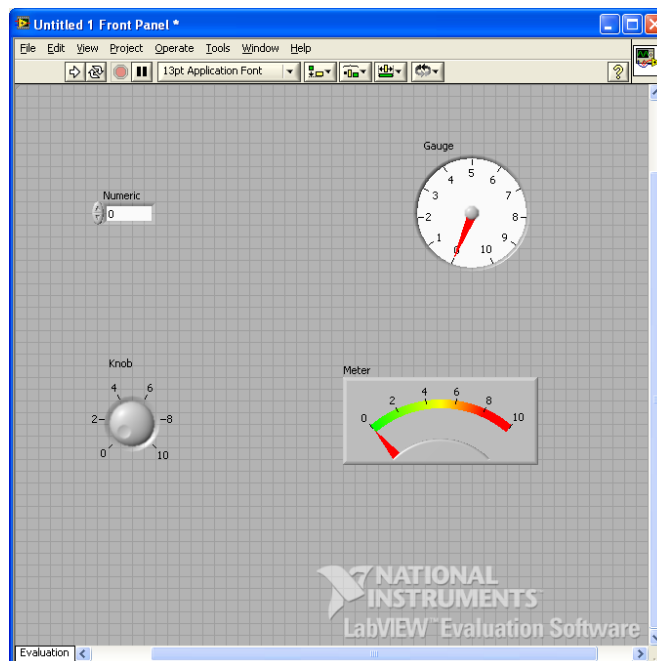 Untitled 1 Front Panel *
File Edit View Project Operate Tools Window Help
13pt Application Font
?
Gauge
0 1 2 3 4 5 6 7 8 9 10
Numeric
0
Knob
0 2 4 6 8 10
Meter
0 2 4 6 8 10
NATIONAL
INSTRUMENTS™
LabVIEW™ Evaluation Software
Evaluation